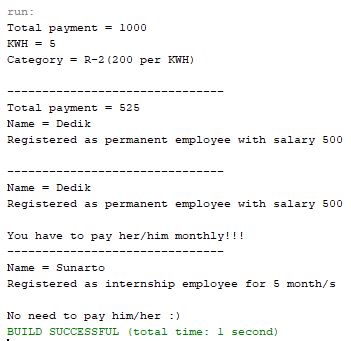 run:
Total payment = 1000
KWH = 5
Category = R-2(200 per KWH)
-------------------------------
Total payment = 525
Name = Dedik
Registered as permanent employee with salary 500
-------------------------------
Name = Dedik
Registered as permanent employee with salary 500
You have to pay her/him monthly!!!
-------------------------------
Name = Sunarto
Registered as internship employee for 5 month/s
No need to pay him/her :)
BUILD SUCCESSFUL (total time: 1 second)